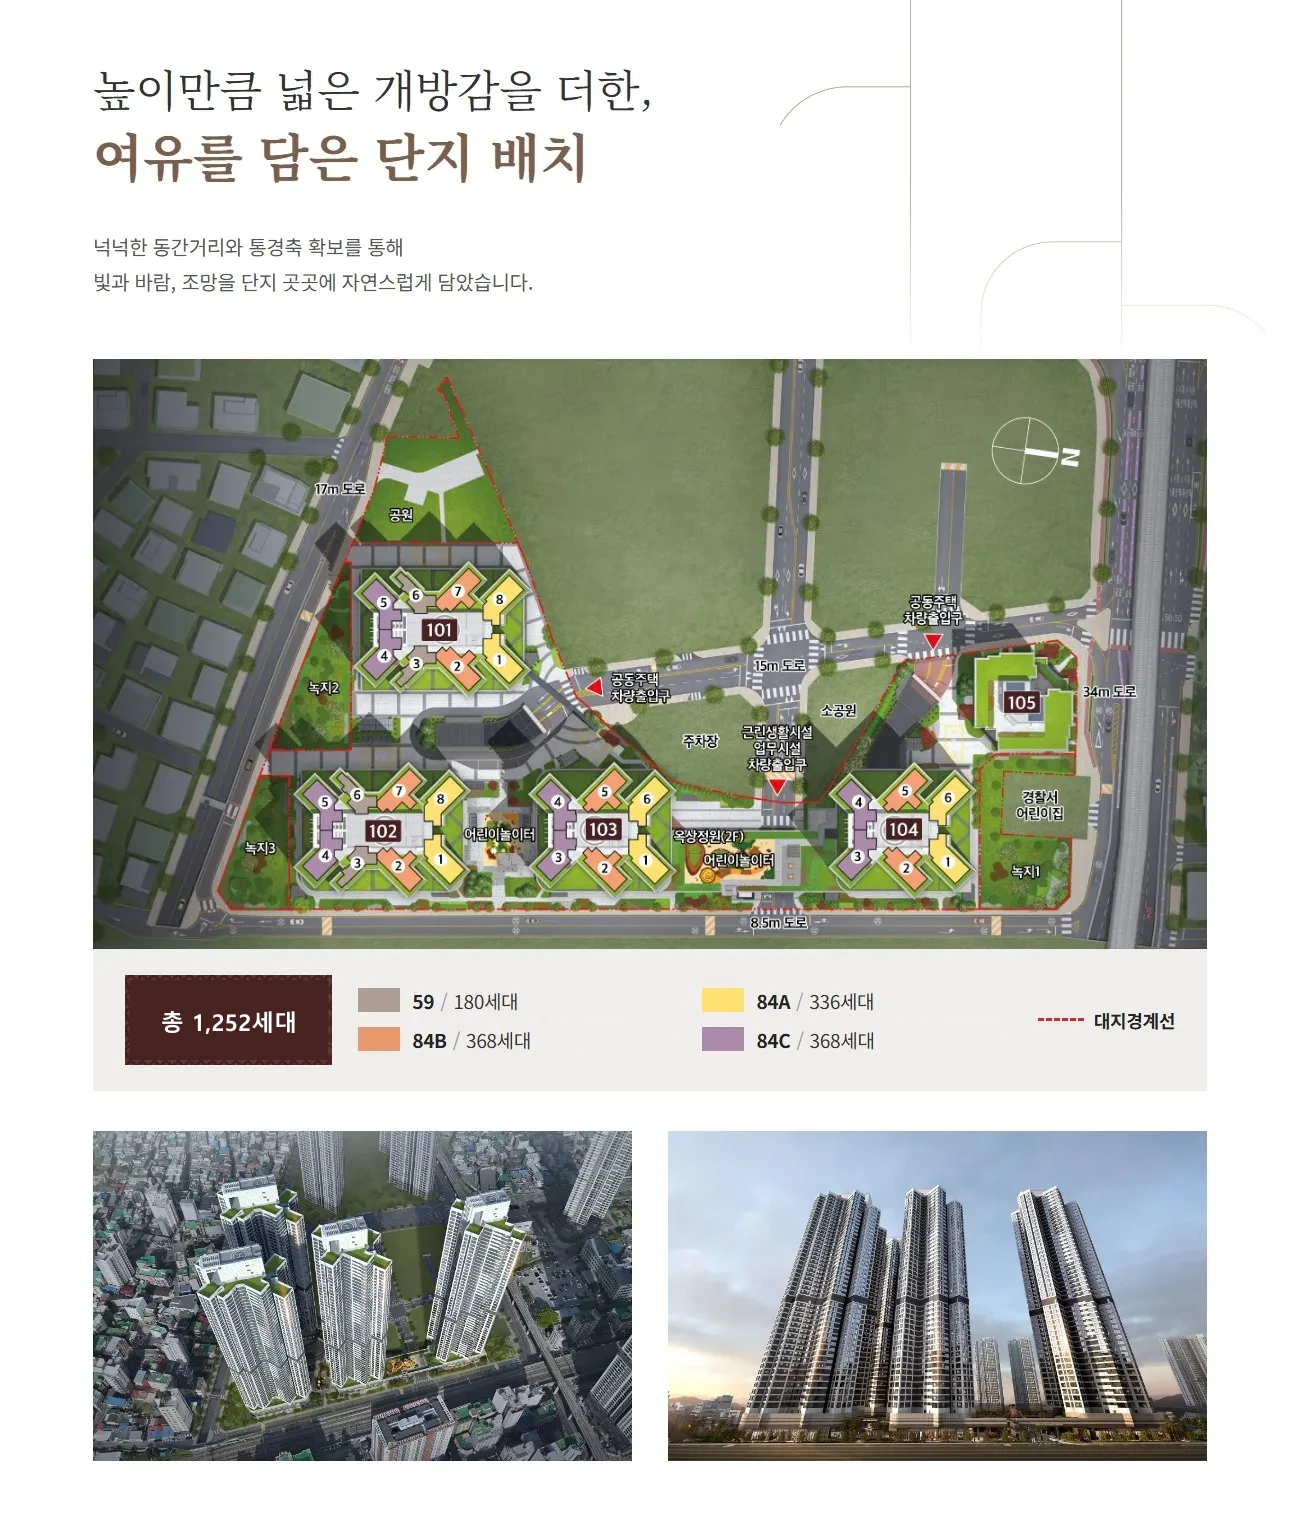 높이만큼 넓은 개방감을 더한,
여유를 담은 단지 배치
넉넉한 동간거리와 통경축 확보를 통해
빛과 바람, 조망을 단지 곳곳에 자연스럽게 담았습니다.
N
17m 도로
공원
5
6
7
8
101
4
3
2
1
녹지2
공동주택
차량출입구
공동주택
차량출입구
15m 도로
105
34m 도로
소공원
주차장
근린생활시설
업무시설
차량출입구
경찰서
어린이집
5
6
7
8
102
4
3
2
1
녹지3
어린이놀이터
4
5
6
103
3
2
1
옥상정원(2F)
어린이놀이터
4
5
6
104
3
2
1
녹지1
8.5m 도로
총 1,252세대
59 / 180세대
84A / 336세대
84B / 368세대
84C / 368세대
대지경계선